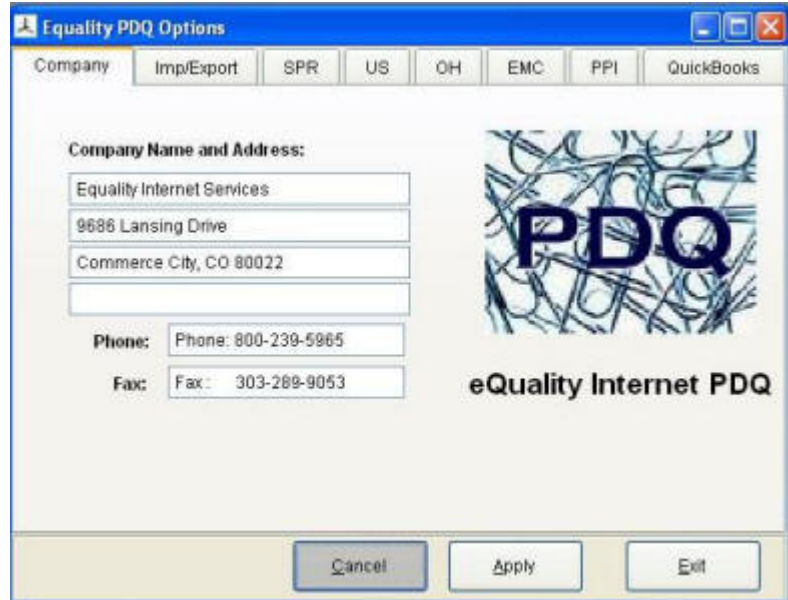 Equality PDQ Options
Company Imp/Export SPR US OH EMC PPI QuickBooks
Company Name and Address:
Equality Internet Services
9686 Lansing Drive
Commerce City, CO 80022
Phone: Phone: 800-239-5965
Fax: Fax: 303-289-9053
PDQ
eQuality Internet PDQ
Cancel Apply Exit